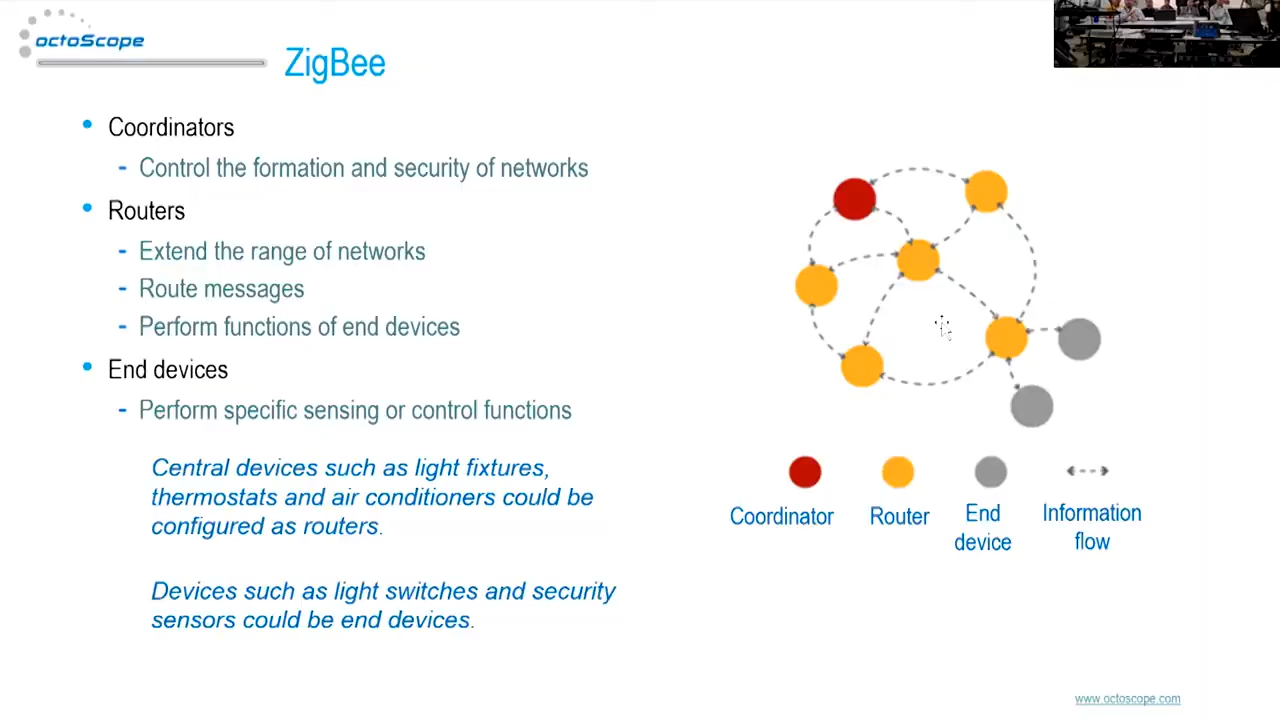 octoScope
ZigBee
• Coordinators
- Control the formation and security of networks
• Routers
- Extend the range of networks
- Route messages
- Perform functions of end devices
• End devices
- Perform specific sensing or control functions
Central devices such as light fixtures,
thermostats and air conditioners could be
configured as routers.
Devices such as light switches and security
sensors could be end devices.
Coordinator
Router
End
device
Information
flow
www.octoscope.com